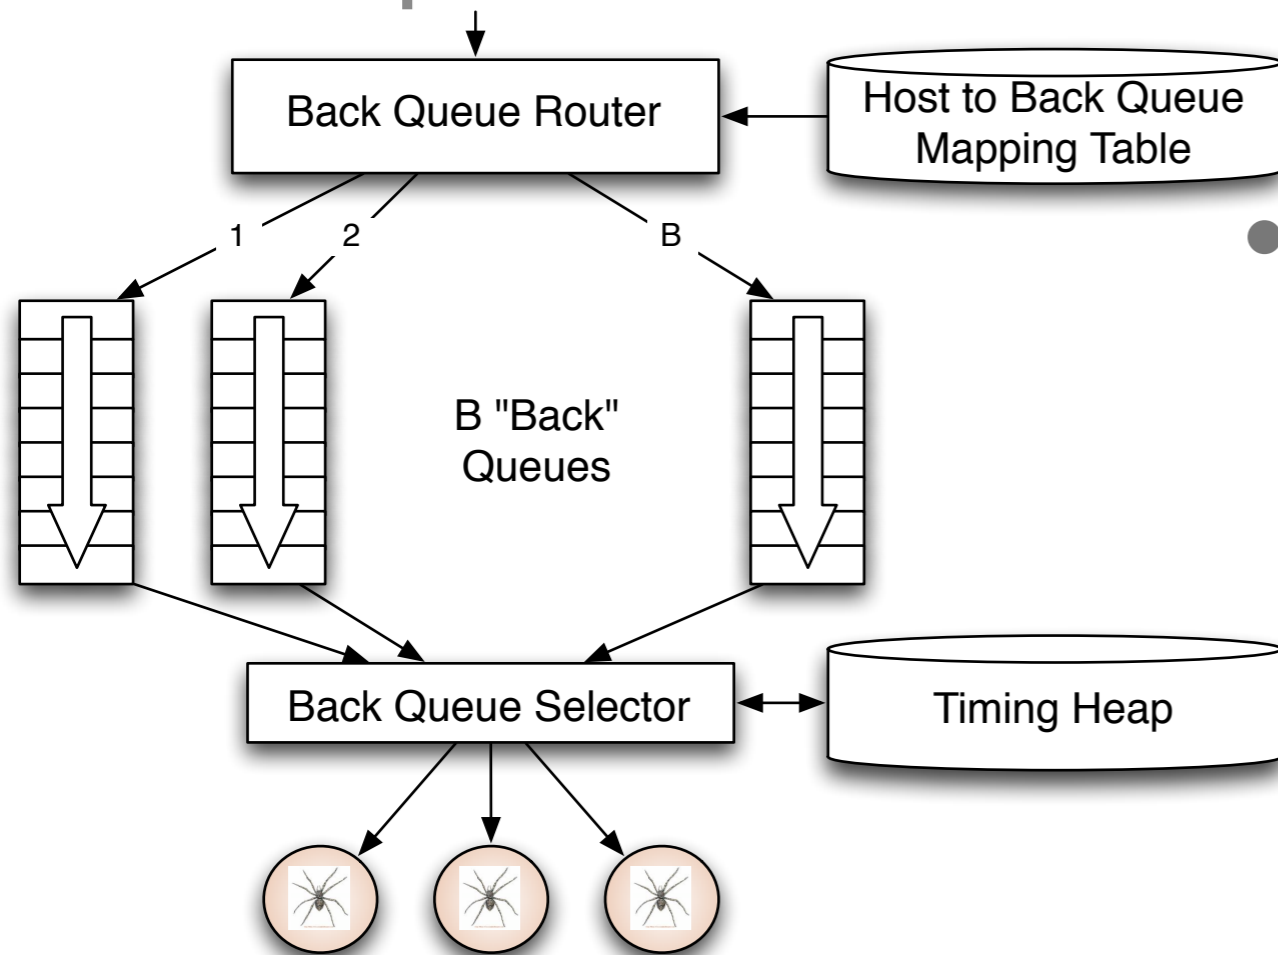 Back Queue Router
Host to Back Queue
Mapping Table
1
2
B
B "Back"
Queues
Back Queue Selector
Timing Heap